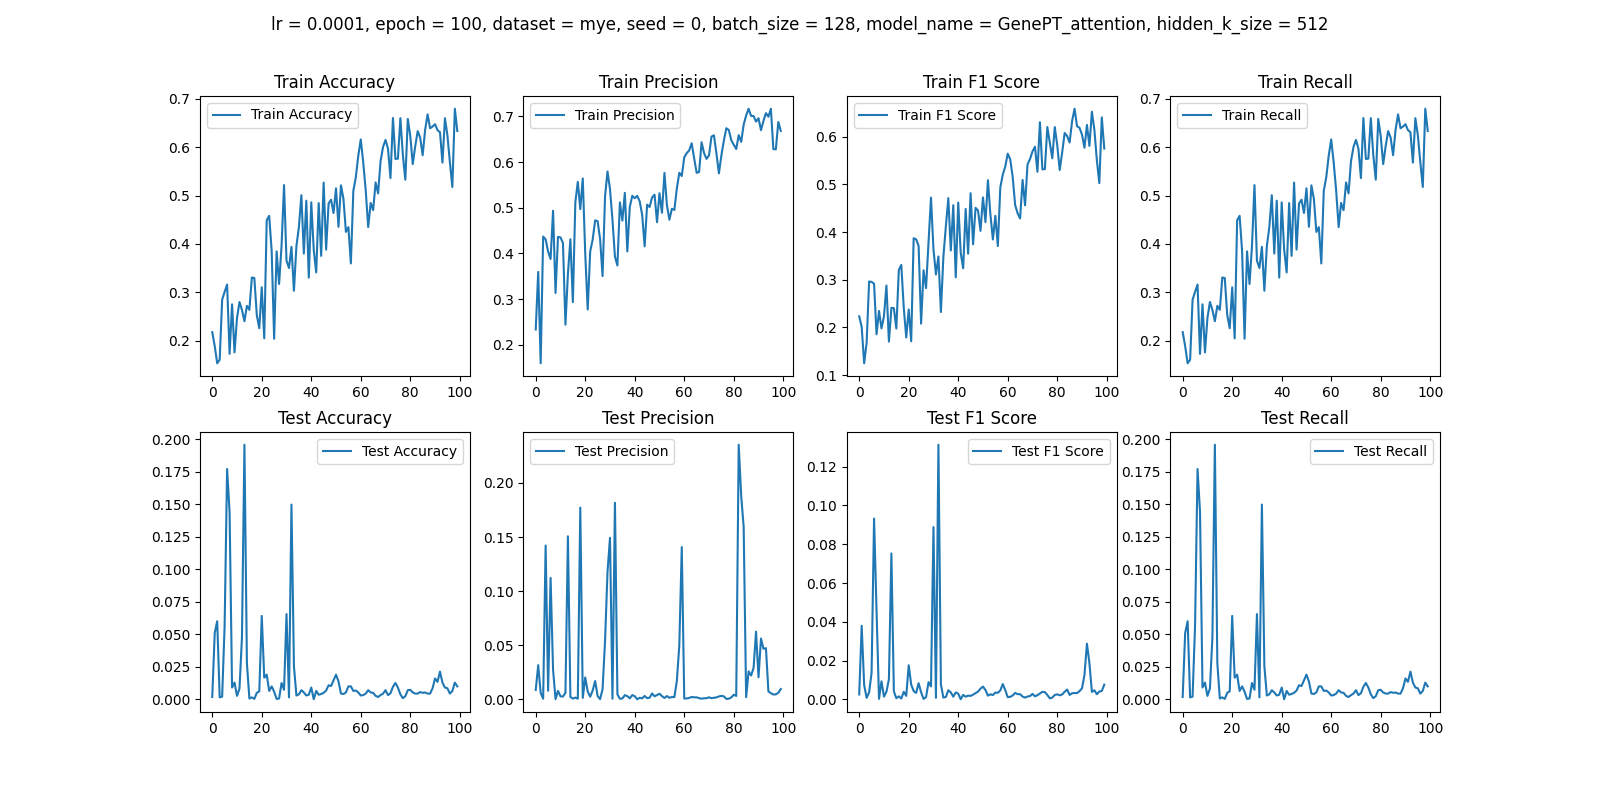 lr = 0.0001, epoch = 100, dataset = mye, seed = 0, batch_size = 128, model_name = GenePT_attention, hidden_k_size = 512
Train Accuracy
Train Accuracy
0.7
0.6
0.5
0.4
0.3
0.2
0 20 40 60 80 100
Train Precision
Train Precision
0.7
0.6
0.5
0.4
0.3
0.2
0 20 40 60 80 100
Train F1 Score
Train F1 Score
0.6
0.5
0.4
0.3
0.2
0.1
0 20 40 60 80 100
Train Recall
Train Recall
0.7
0.6
0.5
0.4
0.3
0.2
0 20 40 60 80 100
Test Accuracy
Test Accuracy
0.200
0.175
0.150
0.125
0.100
0.075
0.050
0.025
0.000
0 20 40 60 80 100
Test Precision
Test Precision
0.20
0.15
0.10
0.05
0.00
0 20 40 60 80 100
Test F1 Score
Test F1 Score
0.12
0.10
0.08
0.06
0.04
0.02
0.00
0 20 40 60 80 100
Test Recall
Test Recall
0.200
0.175
0.150
0.125
0.100
0.075
0.050
0.025
0.000
0 20 40 60 80 100